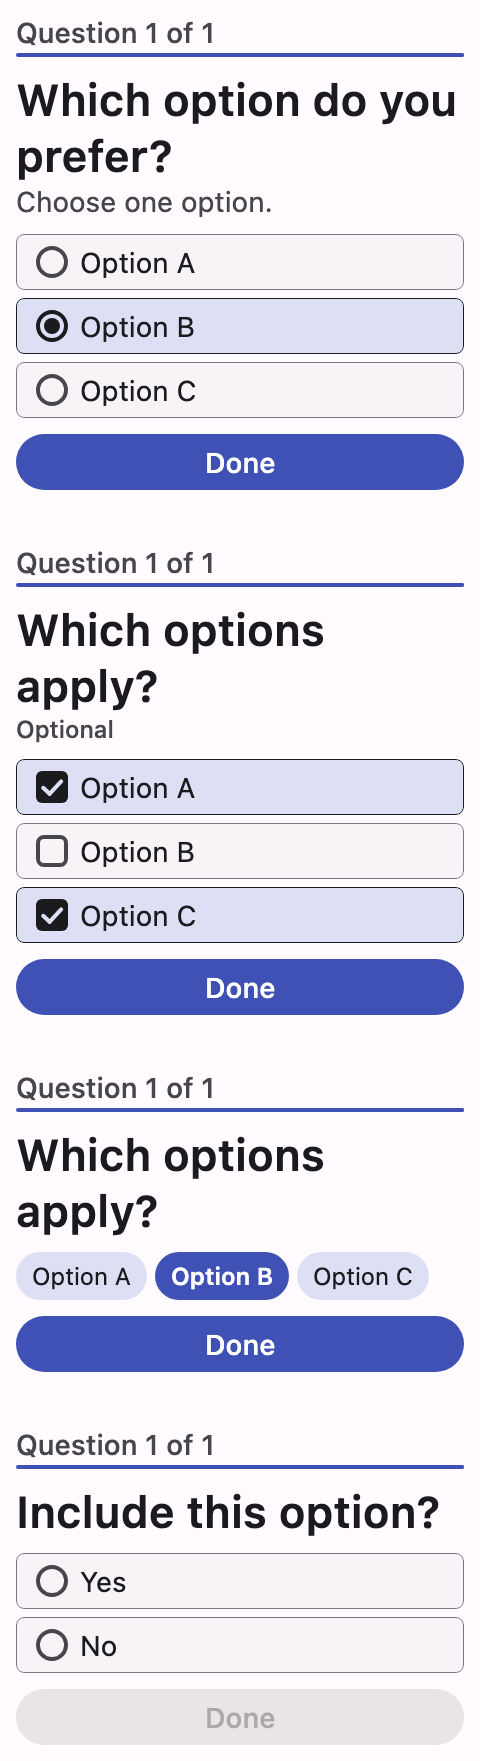 Question 1 of 1
Which option do you
prefer?
Choose one option.
Option A
Option B
Option C
Done
Question 1 of 1
Which options
apply?
Optional
Option A
Option B
Option C
Done
Question 1 of 1
Which options
apply?
Option A Option B Option C
Done
Question 1 of 1
Include this option?
Yes
No
Done